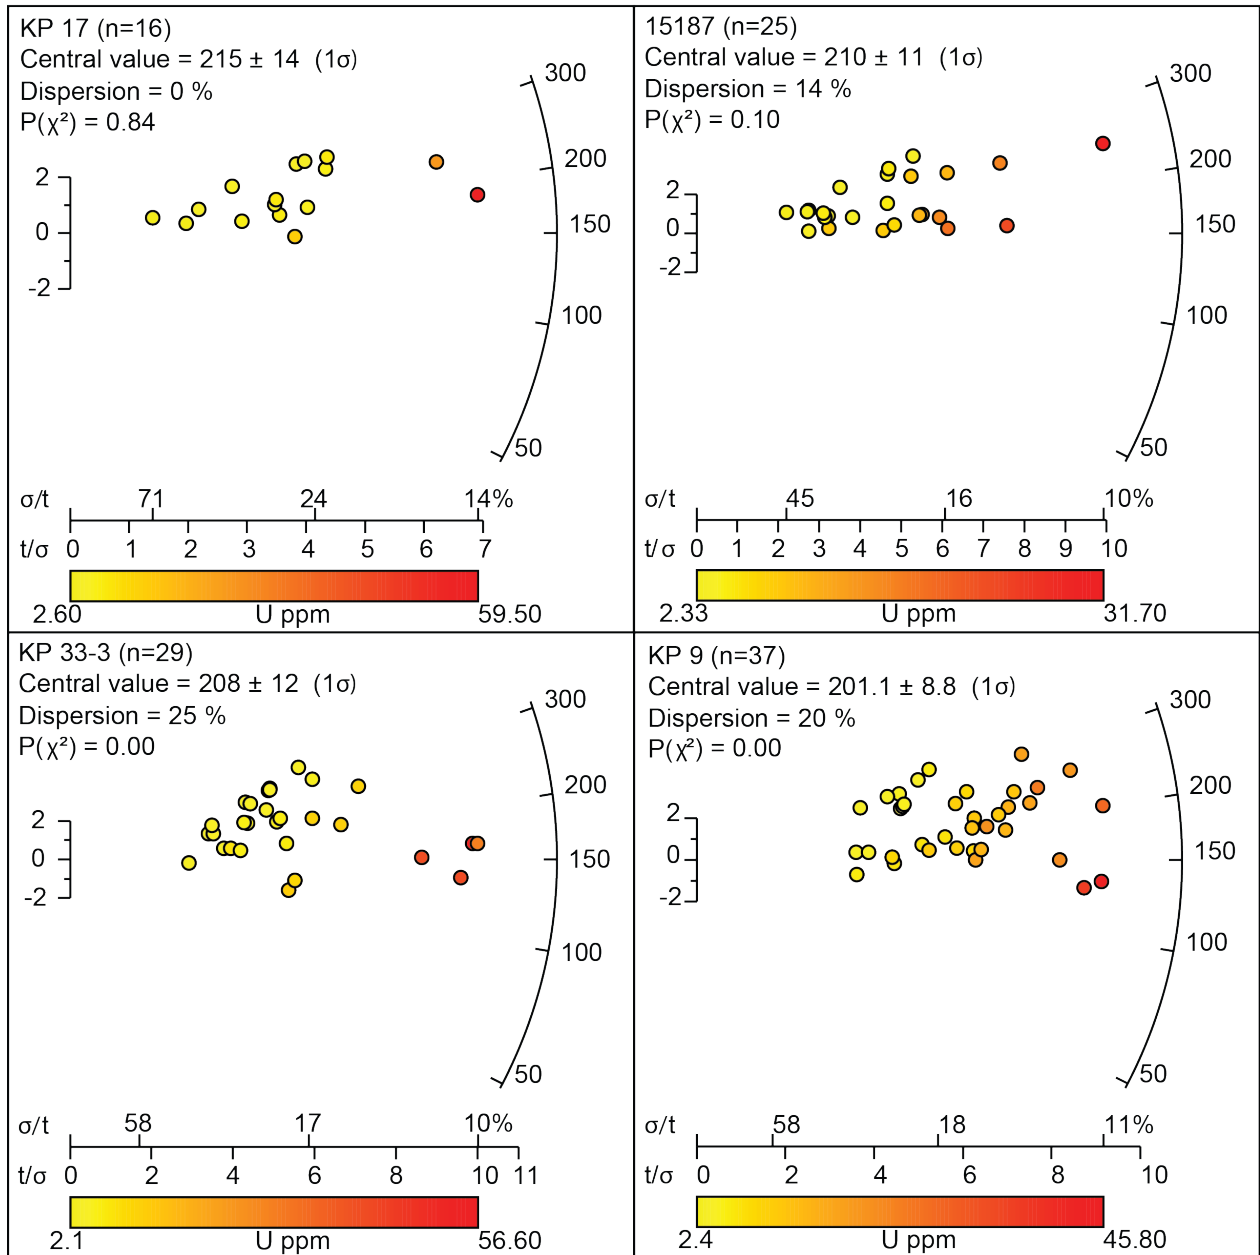 KP 17 (n=16)
Central value = 215 ± 14 (1σ)
Dispersion = 0 %
P(χ²) = 0.84
300
200
150
100
50
2
0
-2
σ/t 71 24 14%
t/σ 0 1 2 3 4 5 6 7
2.60 U ppm 59.50
15187 (n=25)
Central value = 210 ± 11 (1σ)
Dispersion = 14 %
P(χ²) = 0.10
300
200
150
100
50
2
0
-2
σ/t 45 16 10%
t/σ 0 1 2 3 4 5 6 7 8 9 10
2.33 U ppm 31.70
KP 33-3 (n=29)
Central value = 208 ± 12 (1σ)
Dispersion = 25 %
P(χ²) = 0.00
300
200
150
100
50
2
0
-2
σ/t 58 17 10%
t/σ 0 2 4 6 8 10 11
2.1 U ppm 56.60
KP 9 (n=37)
Central value = 201.1 ± 8.8 (1σ)
Dispersion = 20 %
P(χ²) = 0.00
300
200
150
100
50
2
0
-2
σ/t 58 18 11%
t/σ 0 2 4 6 8 10
2.4 U ppm 45.80